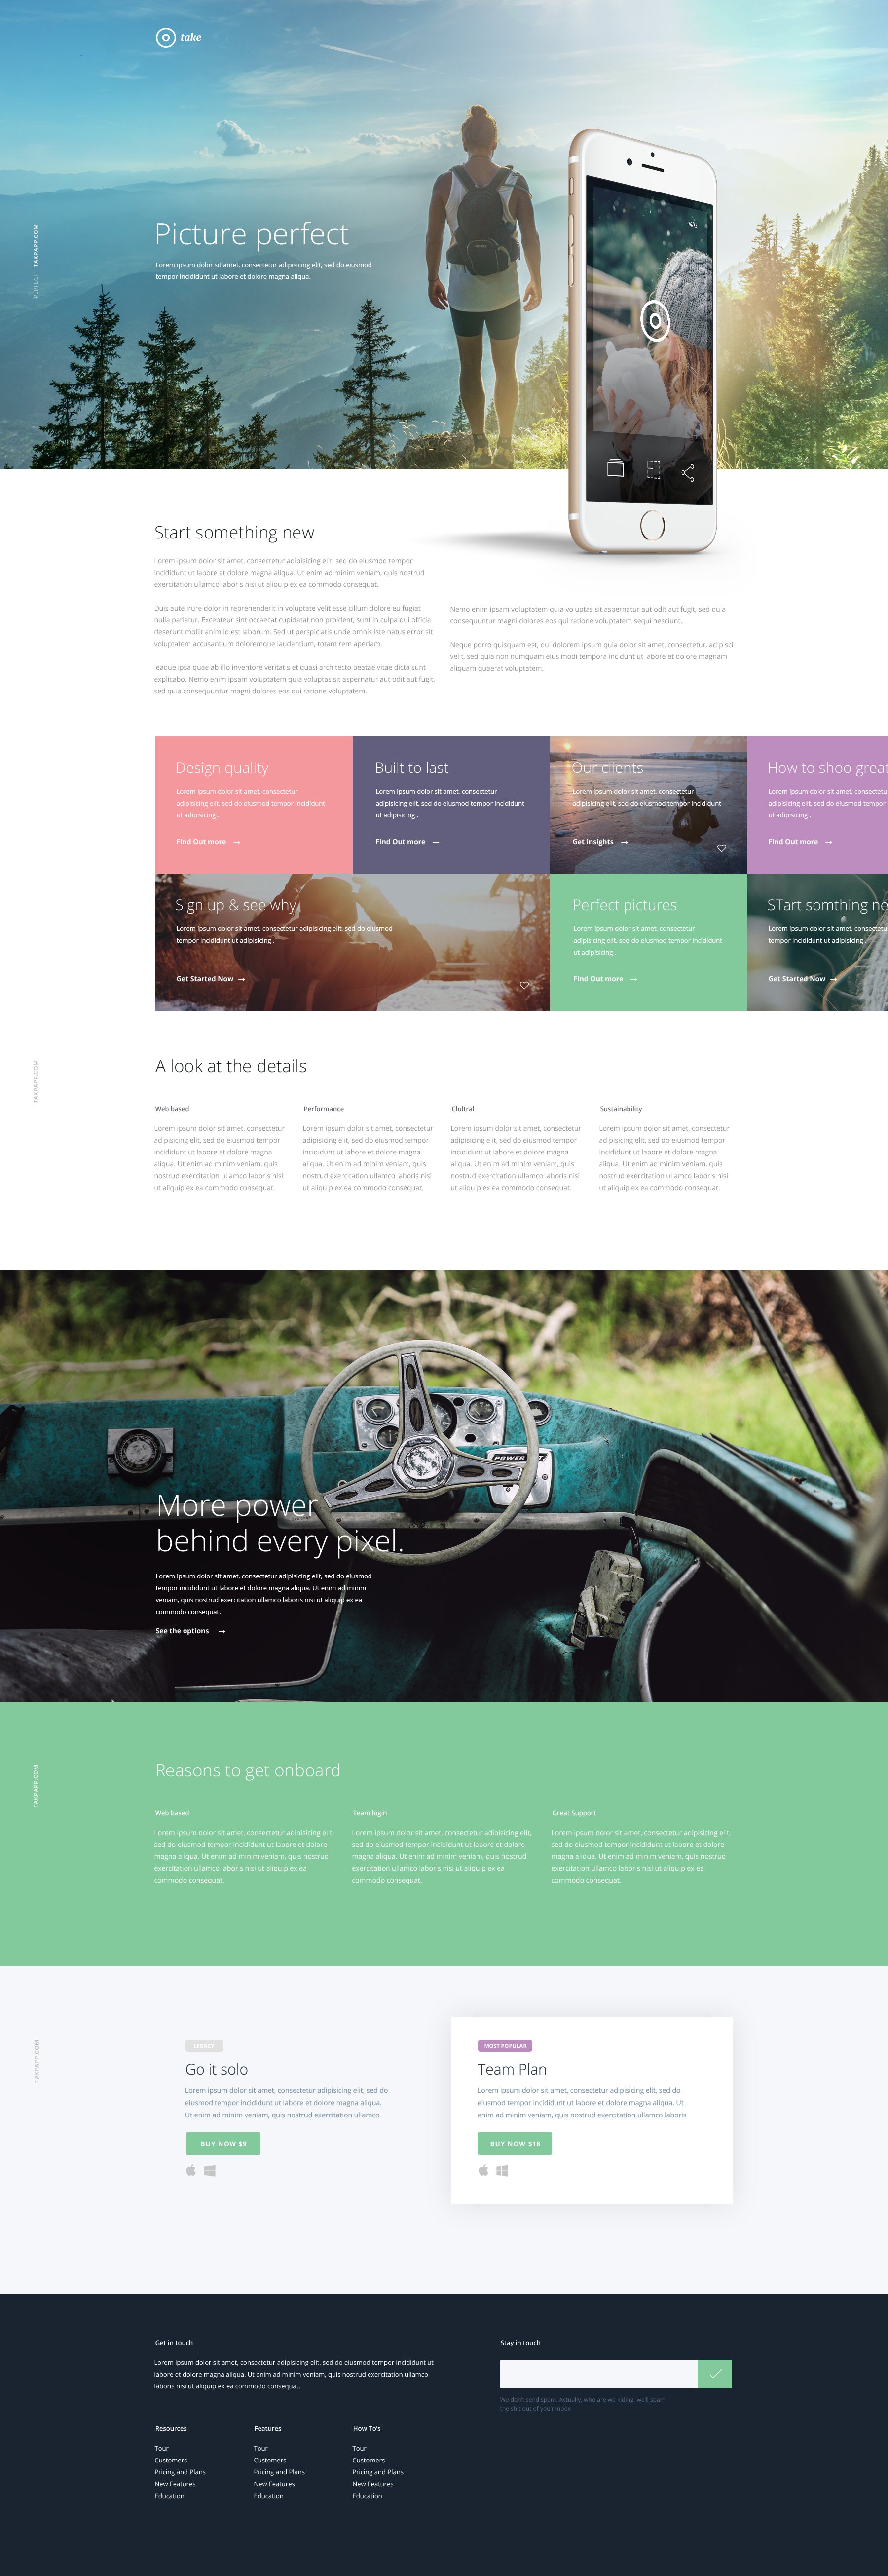 take
TAKPAPP.COM
PERFECT
Picture perfect
Lorem ipsum dolor sit amet, consectetur adipisicing elit, sed do eiusmod
tempor incididunt ut labore et dolore magna aliqua.
Start something new
Lorem ipsum dolor sit amet, consectetur adipisicing elit, sed do eiusmod tempor
incididunt ut labore et dolore magna aliqua. Ut enim ad minim veniam, quis nostrud
exercitation ullamco laboris nisi ut aliquip ex ea commodo consequat.
Duis aute irure dolor in reprehenderit in voluptate velit esse cillum dolore eu fugiat
nulla pariatur. Excepteur sint occaecat cupidatat non proident, sunt in culpa qui officia
deserunt mollit anim id est laborum. Sed ut perspiciatis unde omnis iste natus error sit
voluptatem accusantium doloremque laudantium, totam rem aperiam.
eaque ipsa quae ab illo inventore veritatis et quasi architecto beatae vitae dicta sunt
explicabo. Nemo enim ipsam voluptatem quia voluptas sit aspernatur aut odit aut fugit,
sed quia consequuntur magni dolores eos qui ratione voluptatem.
Nemo enim ipsam voluptatem quia voluptas sit aspernatur aut odit aut fugit, sed quia
consequuntur magni dolores eos qui ratione voluptatem sequi nesciunt.
Neque porro quisquam est, qui dolorem ipsum quia dolor sit amet, consectetur, adipisci
velit, sed quia non numquam eius modi tempora incidunt ut labore et dolore magnam
aliquam quaerat voluptatem.
Design quality
Lorem ipsum dolor sit amet, consectetur
adipisicing elit, sed do eiusmod tempor incididunt
ut adipisicing .
Find Out more →
Built to last
Lorem ipsum dolor sit amet, consectetur
adipisicing elit, sed do eiusmod tempor incididunt
ut adipisicing .
Find Out more →
Our clients
Lorem ipsum dolor sit amet, consectetur
adipisicing elit, sed do eiusmod tempor incididunt
Get insights →
How to shoo great
Lorem ipsum dolor sit amet, consectetu
adipisicing elit, sed do eiusmod tempor
ut adipisicing .
Find Out more →
Sign up & see why
Lorem ipsum dolor sit amet, consectetur adipisicing elit, sed do eiusmod
tempor incididunt ut adipisicing .
Get Started Now →
Perfect pictures
Lorem ipsum dolor sit amet, consectetur
adipisicing elit, sed do eiusmod tempor incididunt
ut adipisicing .
Find Out more →
STart somthing ne
Lorem ipsum dolor sit amet, consectetu
tempor incididunt ut adipisicing
Get Started Now →
TAKPAPP.COM
A look at the details
Web based
Lorem ipsum dolor sit amet, consectetur
adipisicing elit, sed do eiusmod tempor
incididunt ut labore et dolore magna
aliqua. Ut enim ad minim veniam, quis
nostrud exercitation ullamco laboris nisi
ut aliquip ex ea commodo consequat.
Performance
Lorem ipsum dolor sit amet, consectetur
adipisicing elit, sed do eiusmod tempor
incididunt ut labore et dolore magna
aliqua. Ut enim ad minim veniam, quis
nostrud exercitation ullamco laboris nisi
ut aliquip ex ea commodo consequat.
Clultral
Lorem ipsum dolor sit amet, consectetur
adipisicing elit, sed do eiusmod tempor
incididunt ut labore et dolore magna
aliqua. Ut enim ad minim veniam, quis
nostrud exercitation ullamco laboris nisi
ut aliquip ex ea commodo consequat.
Sustainability
Lorem ipsum dolor sit amet, consectetur
adipisicing elit, sed do eiusmod tempor
incididunt ut labore et dolore magna
aliqua. Ut enim ad minim veniam, quis
nostrud exercitation ullamco laboris nisi
ut aliquip ex ea commodo consequat.
POWER
More power
behind every pixel.
Lorem ipsum dolor sit amet, consectetur adipisicing elit, sed do eiusmod
tempor incididunt ut labore et dolore magna aliqua. Ut enim ad minim
veniam, quis nostrud exercitation ullamco laboris nisi ut aliquip ex ea
commodo consequat.
See the options →
TAKPAPP.COM
Reasons to get onboard
Web based
Lorem ipsum dolor sit amet, consectetur adipisicing elit,
sed do eiusmod tempor incididunt ut labore et dolore
magna aliqua. Ut enim ad minim veniam, quis nostrud
exercitation ullamco laboris nisi ut aliquip ex ea
commodo consequat.
Team login
Lorem ipsum dolor sit amet, consectetur adipisicing elit,
sed do eiusmod tempor incididunt ut labore et dolore
magna aliqua. Ut enim ad minim veniam, quis nostrud
exercitation ullamco laboris nisi ut aliquip ex ea
commodo consequat.
Great Support
Lorem ipsum dolor sit amet, consectetur adipisicing elit,
sed do eiusmod tempor incididunt ut labore et dolore
magna aliqua. Ut enim ad minim veniam, quis nostrud
exercitation ullamco laboris nisi ut aliquip ex ea
commodo consequat.
TAKPAPP.COM
LEGACY
Go it solo
Lorem ipsum dolor sit amet, consectetur adipisicing elit, sed do
eiusmod tempor incididunt ut labore et dolore magna aliqua.
Ut enim ad minim veniam, quis nostrud exercitation ullamco
BUY NOW $9
MOST POPULAR
Team Plan
Lorem ipsum dolor sit amet, consectetur adipisicing elit, sed do
eiusmod tempor incididunt ut labore et dolore magna aliqua. Ut
enim ad minim veniam, quis nostrud exercitation ullamco laboris
BUY NOW $18
Get in touch
Lorem ipsum dolor sit amet, consectetur adipisicing elit, sed do eiusmod tempor incididunt ut
labore et dolore magna aliqua. Ut enim ad minim veniam, quis nostrud exercitation ullamco
laboris nisi ut aliquip ex ea commodo consequat.
Stay in touch
We don't send spam. Actually, who are we kiding, we'll spam
the shit out of your inbox
Resources
Tour
Customers
Pricing and Plans
New Features
Education
Features
Tour
Customers
Pricing and Plans
New Features
Education
How To's
Tour
Customers
Pricing and Plans
New Features
Education